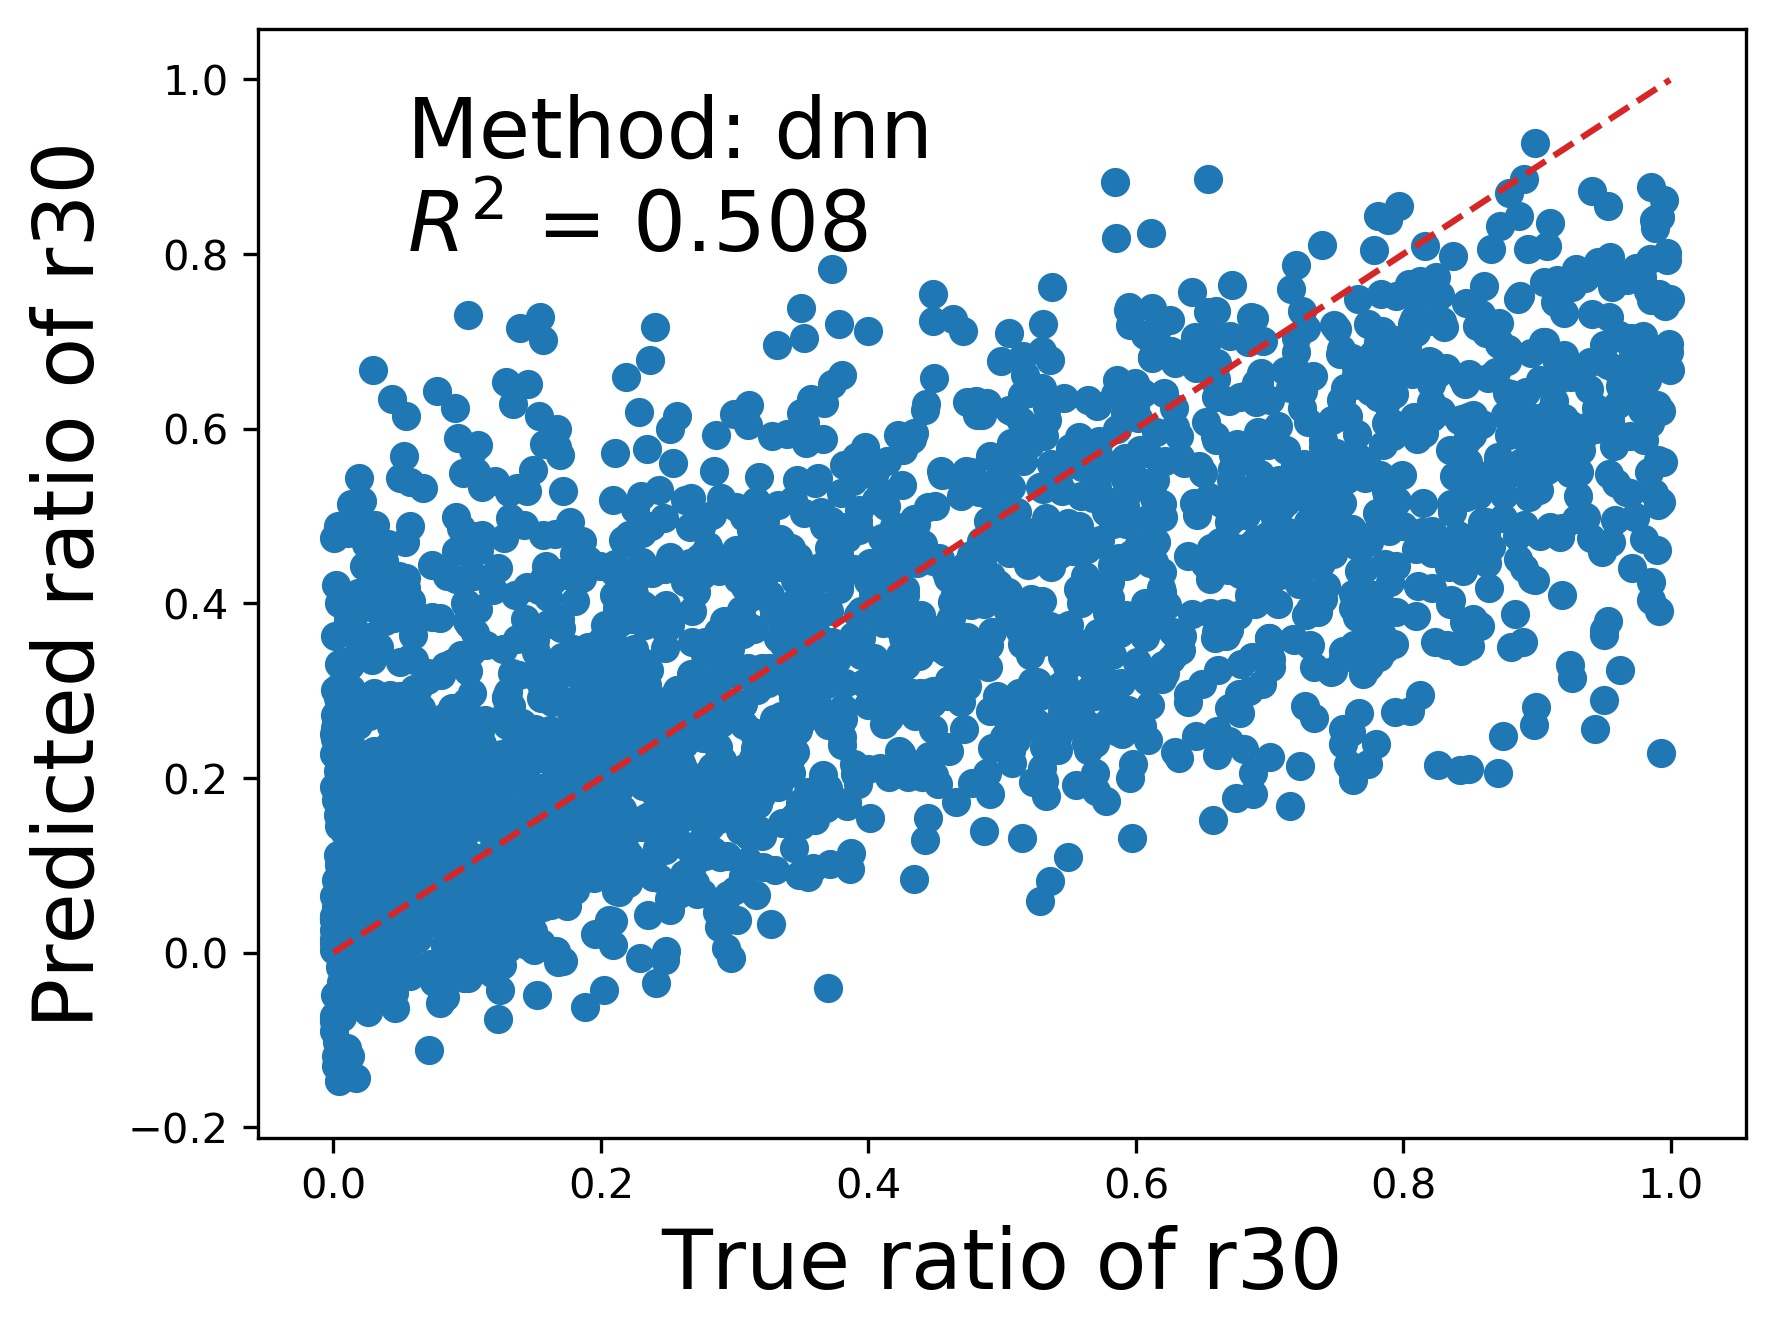 Method: dnn
R² = 0.508
Predicted ratio of r30
1.0
0.8
0.6
0.4
0.2
0.0
−0.2
0.0 0.2 0.4 0.6 0.8 1.0
True ratio of r30